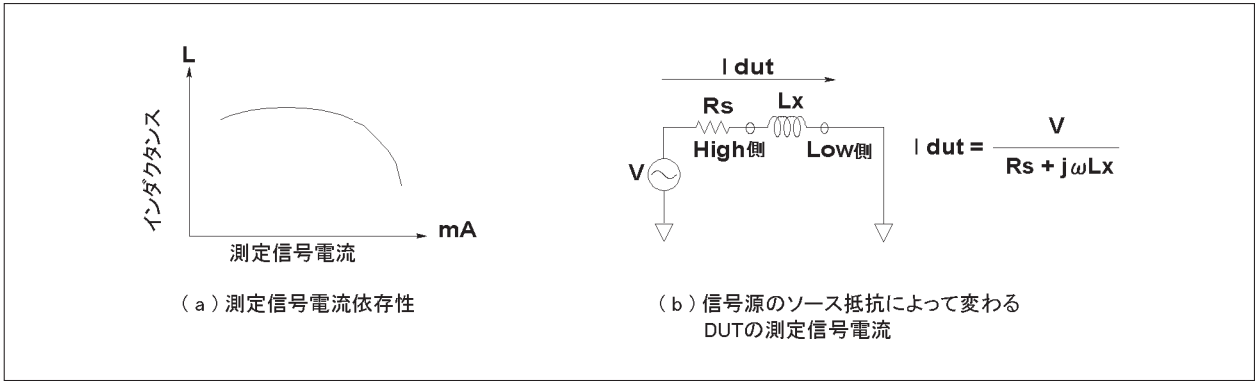 L
インダクタンス
mA
測定信号電流
( a ) 測定信号電流依存性
I dut
Rs
Lx
High側
Low側
V
I dut =
V
Rs + jωLx
( b ) 信号源のソース抵抗によって変わる
DUTの測定信号電流